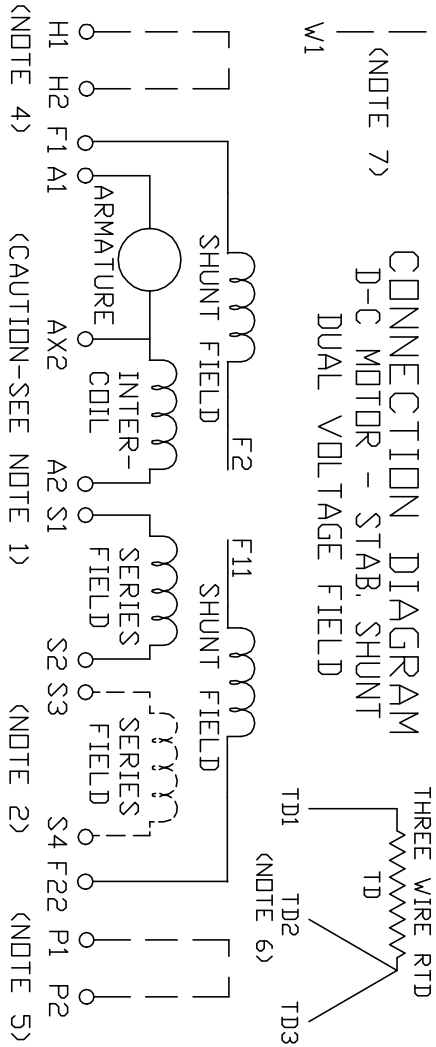 CONNECTION DIAGRAM
D-C MOTOR - STAB. SHUNT
DUAL VOLTAGE FIELD
THREE WIRE RTD
TD
TD1
TD2
TD3
(NOTE 6)
W1
(NOTE 7)
F2
F11
SHUNT FIELD
SHUNT FIELD
ARMATURE
INTER-
COIL
SERIES
FIELD
SERIES
FIELD
H1
H2
F1
A1
AX2
A2
S1
S2
S3
S4
F22
P1
P2
(NOTE 4)
(CAUTION-SEE NOTE 1)
(NOTE 2)
(NOTE 5)